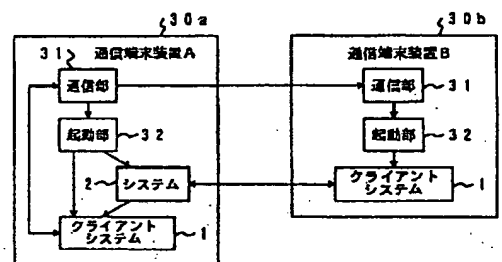 30a
通信端末装置A
31
通信部
起動部
32
2
システム
クライアント
システム
1
30b
通信端末装置B
通信部
31
起動部
32
クライアント
システム
1